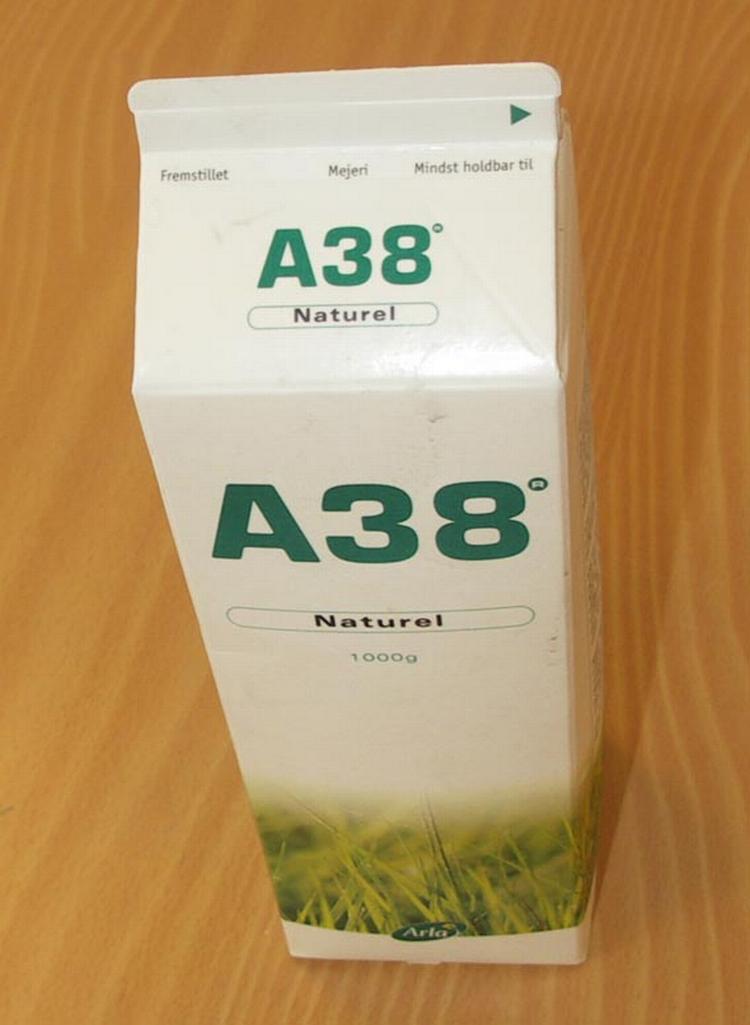 Fremstillet Mejeri Mindst holdbar til
A38®
Naturel
A38®
Naturel
1000g
Arla